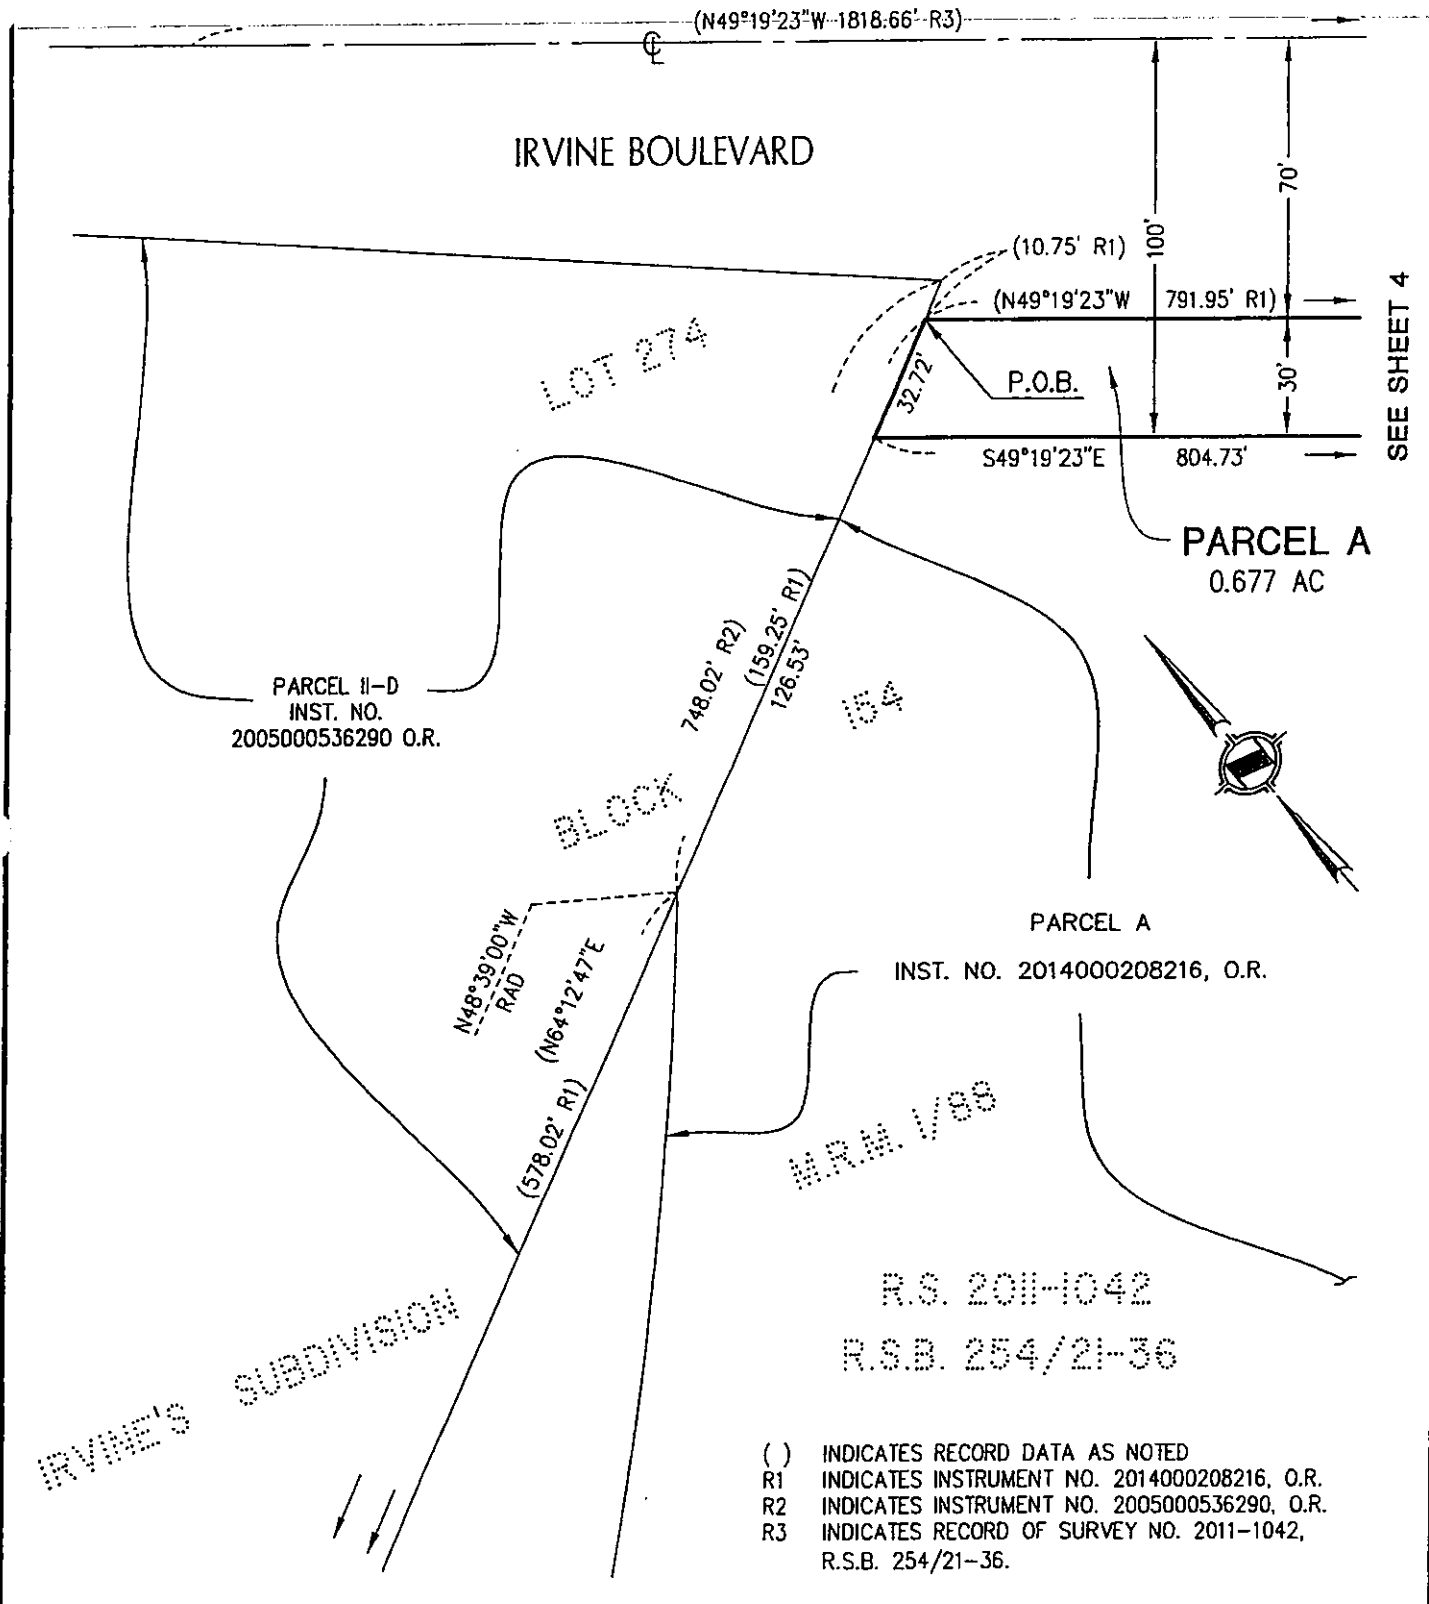 (N49°19'23"W 1818.66' R3)
℄
IRVINE BOULEVARD
70'
100'
(10.75' R1)
(N49°19'23"W 791.95' R1)
SEE SHEET 4
LOT 274
32.72'
P.O.B.
30'
S49°19'23"E 804.73'
PARCEL A
0.677 AC
748.02' R2)
(159.25' R1)
126.53'
PARCEL II-D
INST. NO.
2005000536290 O.R.
154
BLOCK
N48°39'00"W
RAD
(N64°12'47"E
PARCEL A
INST. NO. 2014000208216, O.R.
(578.02' R1)
M.R.M. 1/88
R.S. 2011-1042
R.S.B. 254/21-36
IRVINE'S SUBDIVISION
( ) INDICATES RECORD DATA AS NOTED
R1 INDICATES INSTRUMENT NO. 2014000208216, O.R.
R2 INDICATES INSTRUMENT NO. 2005000536290, O.R.
R3 INDICATES RECORD OF SURVEY NO. 2011-1042,
R.S.B. 254/21-36.